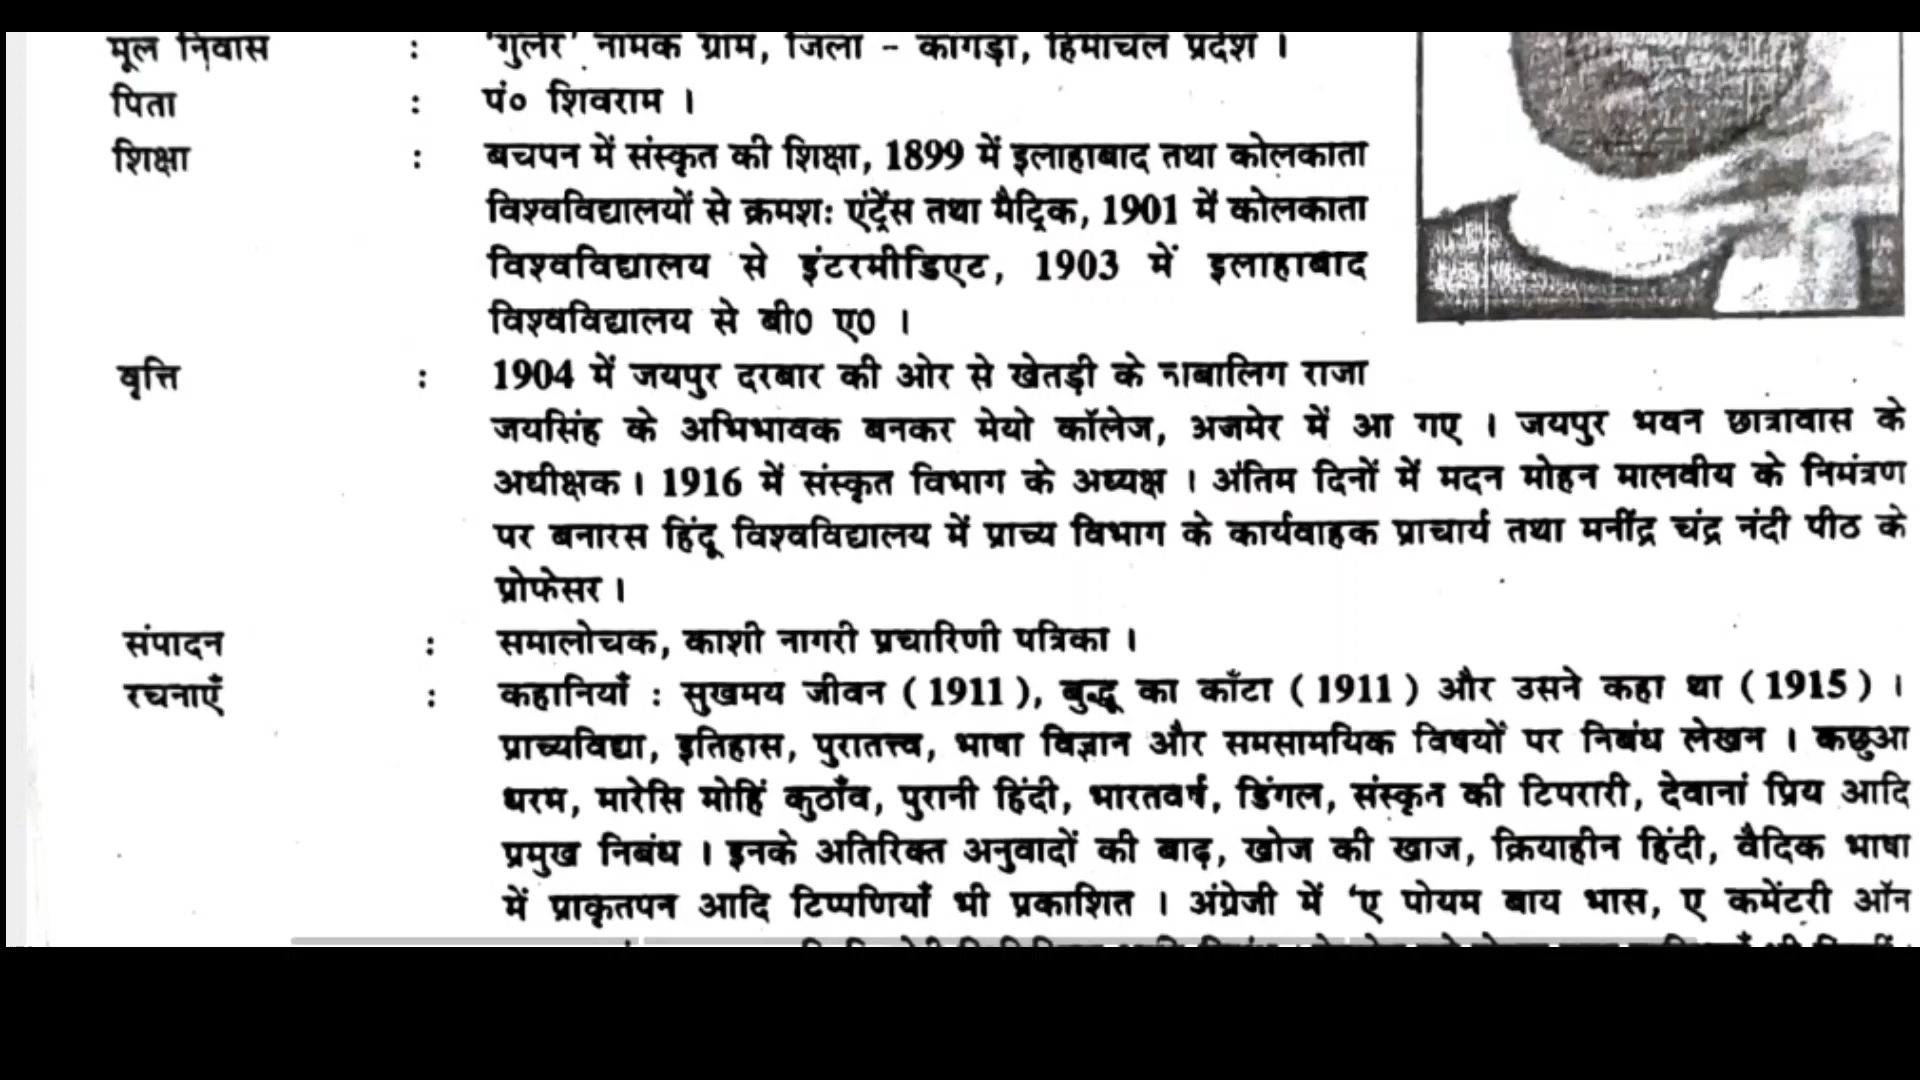 मूल निवास : 'गुलेर' नामक ग्राम, जिला - कांगड़ा, हिमाचल प्रदेश ।
पिता : पं० शिवराम ।
शिक्षा : बचपन में संस्कृत की शिक्षा, 1899 में इलाहाबाद तथा कोलकाता
विश्वविद्यालयों से क्रमशः एंट्रेंस तथा मैट्रिक, 1901 में कोलकाता
विश्वविद्यालय से इंटरमीडिएट, 1903 में इलाहाबाद
विश्वविद्यालय से बी0 ए0 ।
वृत्ति : 1904 में जयपुर दरबार की ओर से खेतड़ी के नाबालिग राजा
जयसिंह के अभिभावक बनकर मेयो कॉलेज, अजमेर में आ गए । जयपुर भवन छात्रावास के
अधीक्षक । 1916 में संस्कृत विभाग के अध्यक्ष । अंतिम दिनों में मदन मोहन मालवीय के निमंत्रण
पर बनारस हिंदू विश्वविद्यालय में प्राच्य विभाग के कार्यवाहक प्राचार्य तथा मनींद्र चंद्र नंदी पीठ के
प्रोफेसर ।
संपादन : समालोचक, काशी नागरी प्रचारिणी पत्रिका ।
रचनाएँ : कहानियाँ : सुखमय जीवन (1911), बुद्धू का काँटा (1911) और उसने कहा था (1915) ।
प्राच्यविद्या, इतिहास, पुरातत्त्व, भाषा विज्ञान और समसामयिक विषयों पर निबंध लेखन । कछुआ
धरम, मारेसि मोहिं कुठाँव, पुरानी हिंदी, भारतवर्ष, डिंगल, संस्कृत की टिपरारी, देवानां प्रिय आदि
प्रमुख निबंध । इनके अतिरिक्त अनुवादों की बाढ़, खोज की खाज, क्रियाहीन हिंदी, वैदिक भाषा
में प्राकृतपन आदि टिप्पणियाँ भी प्रकाशित । अंग्रेजी में 'ए पोयम बाय भास, ए कमेंटरी ऑन